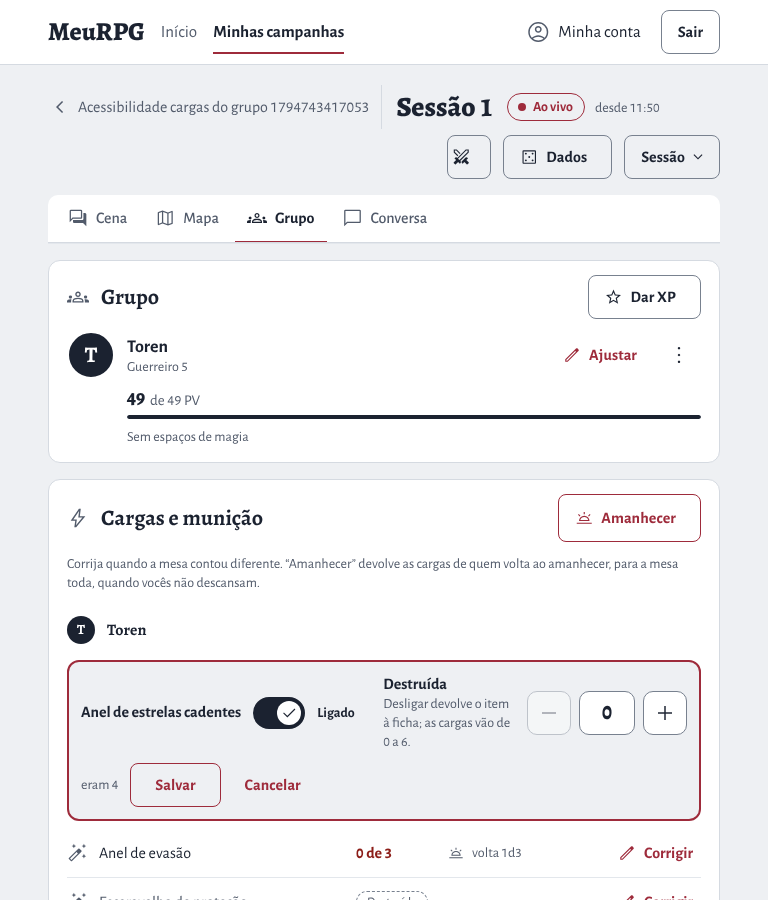 MeuRPG Início Minhas campanhas Minha conta Sair
Acessibilidade cargas do grupo 1794743417053 Sessão 1 Ao vivo desde 11:50
Dados Sessão
Cena Mapa Grupo Conversa
Grupo Dar XP
T Toren Ajustar
Guerreiro 5
49 de 49 PV
Sem espaços de magia
Cargas e munição Amanhecer
Corrija quando a mesa contou diferente. "Amanhecer" devolve as cargas de quem volta ao amanhecer, para a mesa
toda, quando vocês não descansam.
T Toren
Anel de estrelas cadentes Ligado
Destruída
Desligar devolve o item
à ficha; as cargas vão de
0 a 6.
0
eram 4 Salvar Cancelar
Anel de evasão 0 de 3 volta 1d3 Corrigir